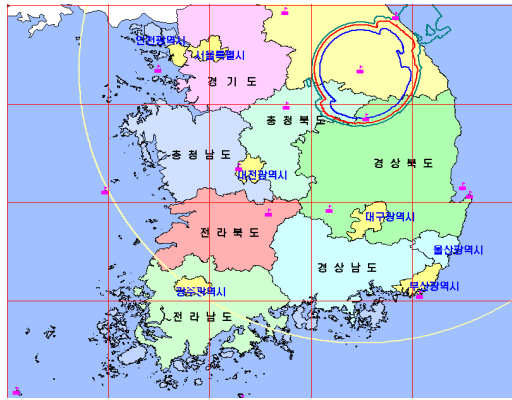 인천광역시
서울특별시
경기도
충청북도
충청남도
대전광역시
경상북도
대구광역시
전라북도
울산광역시
경상남도
부산광역시
광주광역시
전라남도